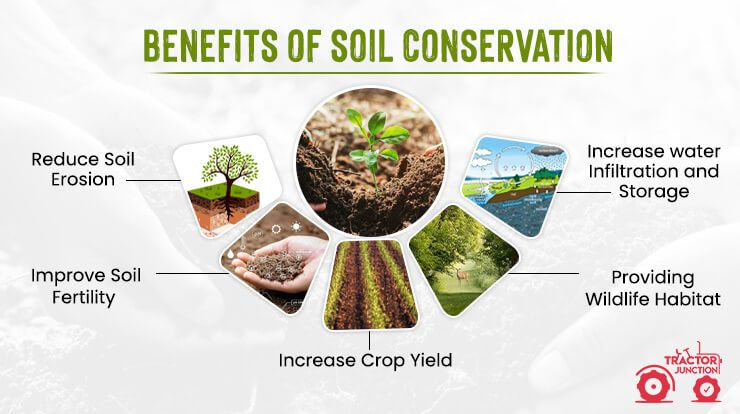 BENEFITS OF SOIL CONSERVATION
Reduce Soil
Erosion
Increase water
Infiltration and
Storage
Improve Soil
Fertility
Providing
Wildlife Habitat
Increase Crop Yield
TRACTOR
JUNCTION